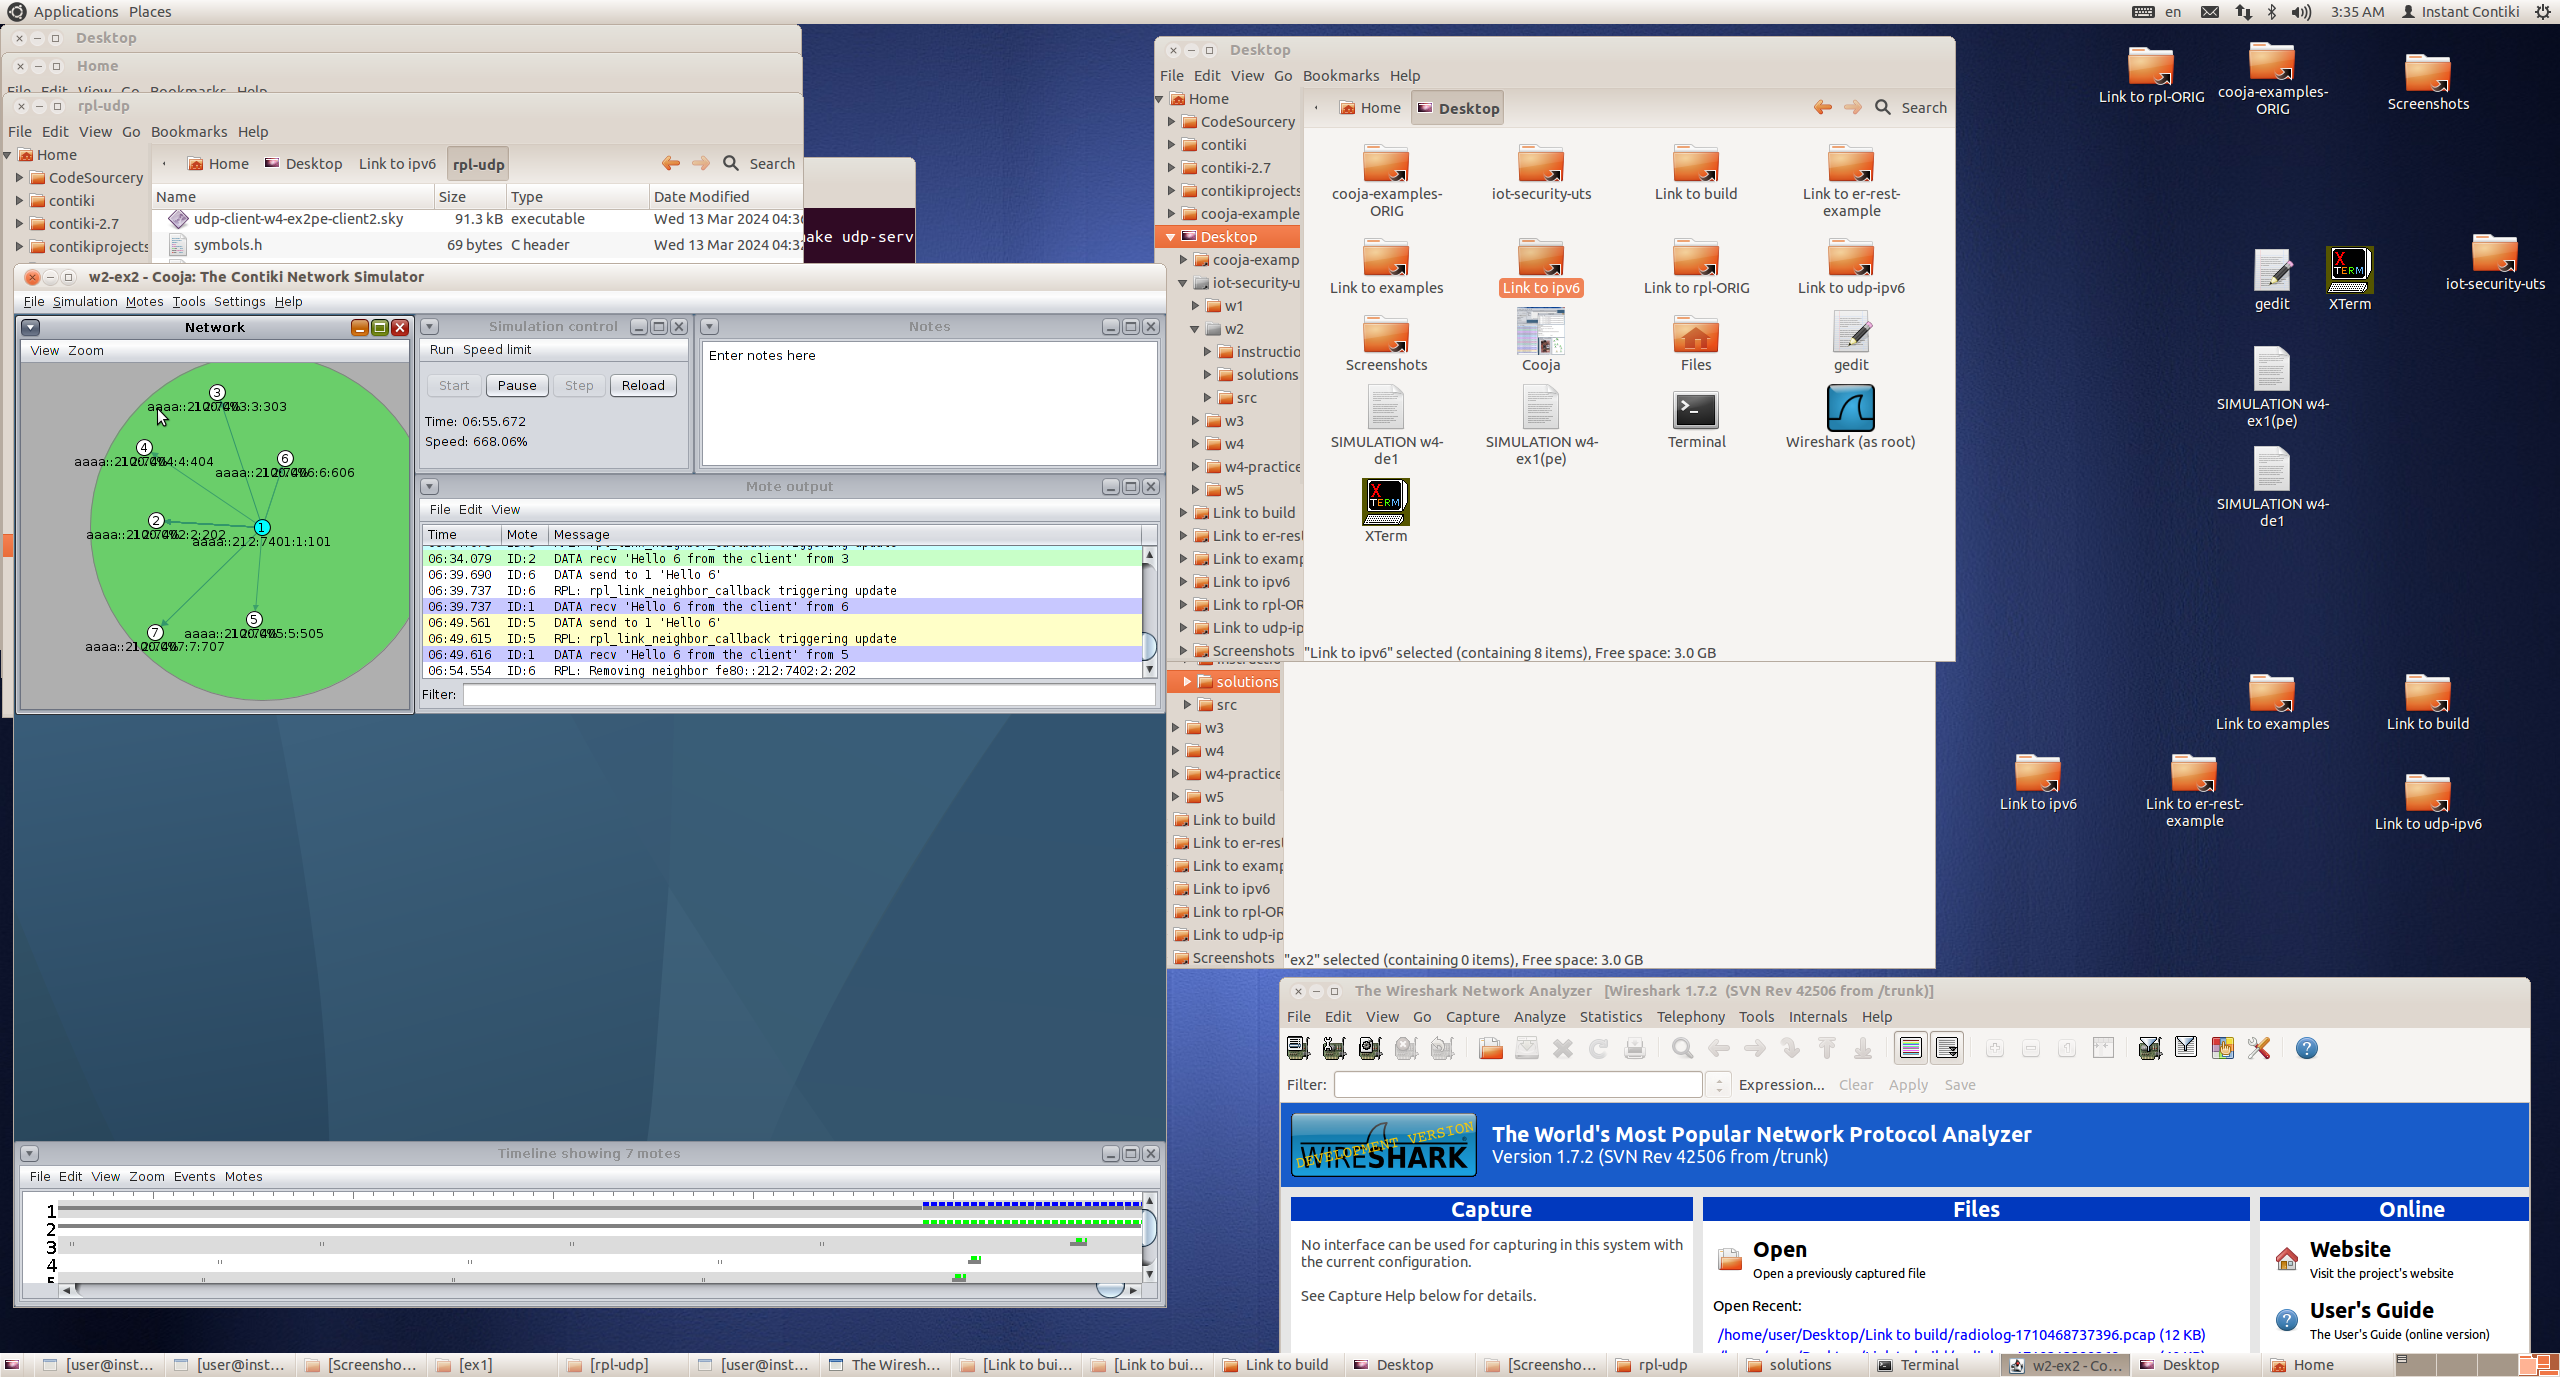 Applications Places
en 3:35 AM Instant Contiki
Desktop
Home
File Edit View Go Bookmarks Help
rpl-udp
File Edit View Go Bookmarks Help
Home
CodeSourcery
contiki
contiki-2.7
contikiprojects
Home Desktop Link to ipv6 rpl-udp Search
Name Size Type Date Modified
udp-client-w4-ex2pe-client2.sky 91.3 kB executable Wed 13 Mar 2024 04:3
symbols.h 69 bytes C header Wed 13 Mar 2024 04:3
ake udp-serv
w2-ex2 - Cooja: The Contiki Network Simulator
File Simulation Motes Tools Settings Help
Network
View Zoom
3
4
6
2
1
aaaa::212:7401:1:101
5
7
Simulation control
Run Speed limit
Start Pause Step Reload
Time: 06:55.672
Speed: 668.06%
Notes
Enter notes here
Mote output
File Edit View
Time Mote Message
06:34.079 ID:2 DATA recv 'Hello 6 from the client' from 3
06:39.690 ID:6 DATA send to 1 'Hello 6'
06:39.737 ID:6 RPL: rpl_link_neighbor_callback triggering update
06:39.737 ID:1 DATA recv 'Hello 6 from the client' from 6
06:49.561 ID:5 DATA send to 1 'Hello 6'
06:49.615 ID:5 RPL: rpl_link_neighbor_callback triggering update
06:49.616 ID:1 DATA recv 'Hello 6 from the client' from 5
06:54.554 ID:6 RPL: Removing neighbor fe80::212:7402:2:202
Filter:
Timeline showing 7 motes
File Edit View Zoom Events Motes
1
2
3
4
5
Desktop
File Edit View Go Bookmarks Help
Home
CodeSourcery
contiki
contiki-2.7
contikiprojects
cooja-example
Desktop
cooja-examp
iot-security-u
w1
w2
instructio
solutions
src
w3
w4
w4-practice
w5
Link to build
Link to er-rest
Link to examp
Link to ipv6
Link to rpl-OR
Link to udp-ip
Screenshots
Home Desktop Search
cooja-examples-ORIG
iot-security-uts
Link to build
Link to er-rest-example
Link to examples
Link to ipv6
Link to rpl-ORIG
Link to udp-ipv6
Screenshots
Cooja
Files
gedit
SIMULATION w4-de1
SIMULATION w4-ex1(pe)
Terminal
Wireshark (as root)
XTerm
"Link to ipv6" selected (containing 8 items), Free space: 3.0 GB
solutions
src
w3
w4
w4-practice
w5
Link to build
Link to er-rest
Link to examp
Link to ipv6
Link to rpl-OR
Link to udp-ip
Screenshots
"ex2" selected (containing 0 items), Free space: 3.0 GB
Link to rpl-ORIG
cooja-examples-ORIG
Screenshots
gedit
XTerm
iot-security-uts
SIMULATION w4-ex1(pe)
SIMULATION w4-de1
Link to examples
Link to build
Link to ipv6
Link to er-rest-example
Link to udp-ipv6
The Wireshark Network Analyzer [Wireshark 1.7.2 (SVN Rev 42506 from /trunk)]
File Edit View Go Capture Analyze Statistics Telephony Tools Internals Help
Filter: Expression... Clear Apply Save
DEVELOPMENT VERSION
WIRESHARK
The World's Most Popular Network Protocol Analyzer
Version 1.7.2 (SVN Rev 42506 from /trunk)
Capture
No interface can be used for capturing in this system with
the current configuration.
See Capture Help below for details.
Files
Open
Open a previously captured file
Open Recent:
/home/user/Desktop/Link to build/radiolog-1710468737396.pcap (12 KB)
Online
Website
Visit the project's website
User's Guide
The User's Guide (online version)
[user@inst... [user@inst... [Screensho... [ex1] [rpl-udp] [user@inst... The Wiresh... [Link to bui... [Link to bui... Link to build Desktop [Screensho... rpl-udp solutions Terminal w2-ex2 - Co... Desktop Home